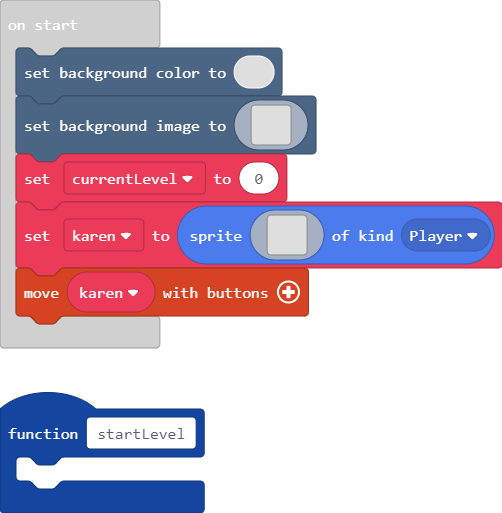 on start
set background color to
set background image to
set currentLevel to 0
set karen to sprite of kind Player
move karen with buttons
function startLevel